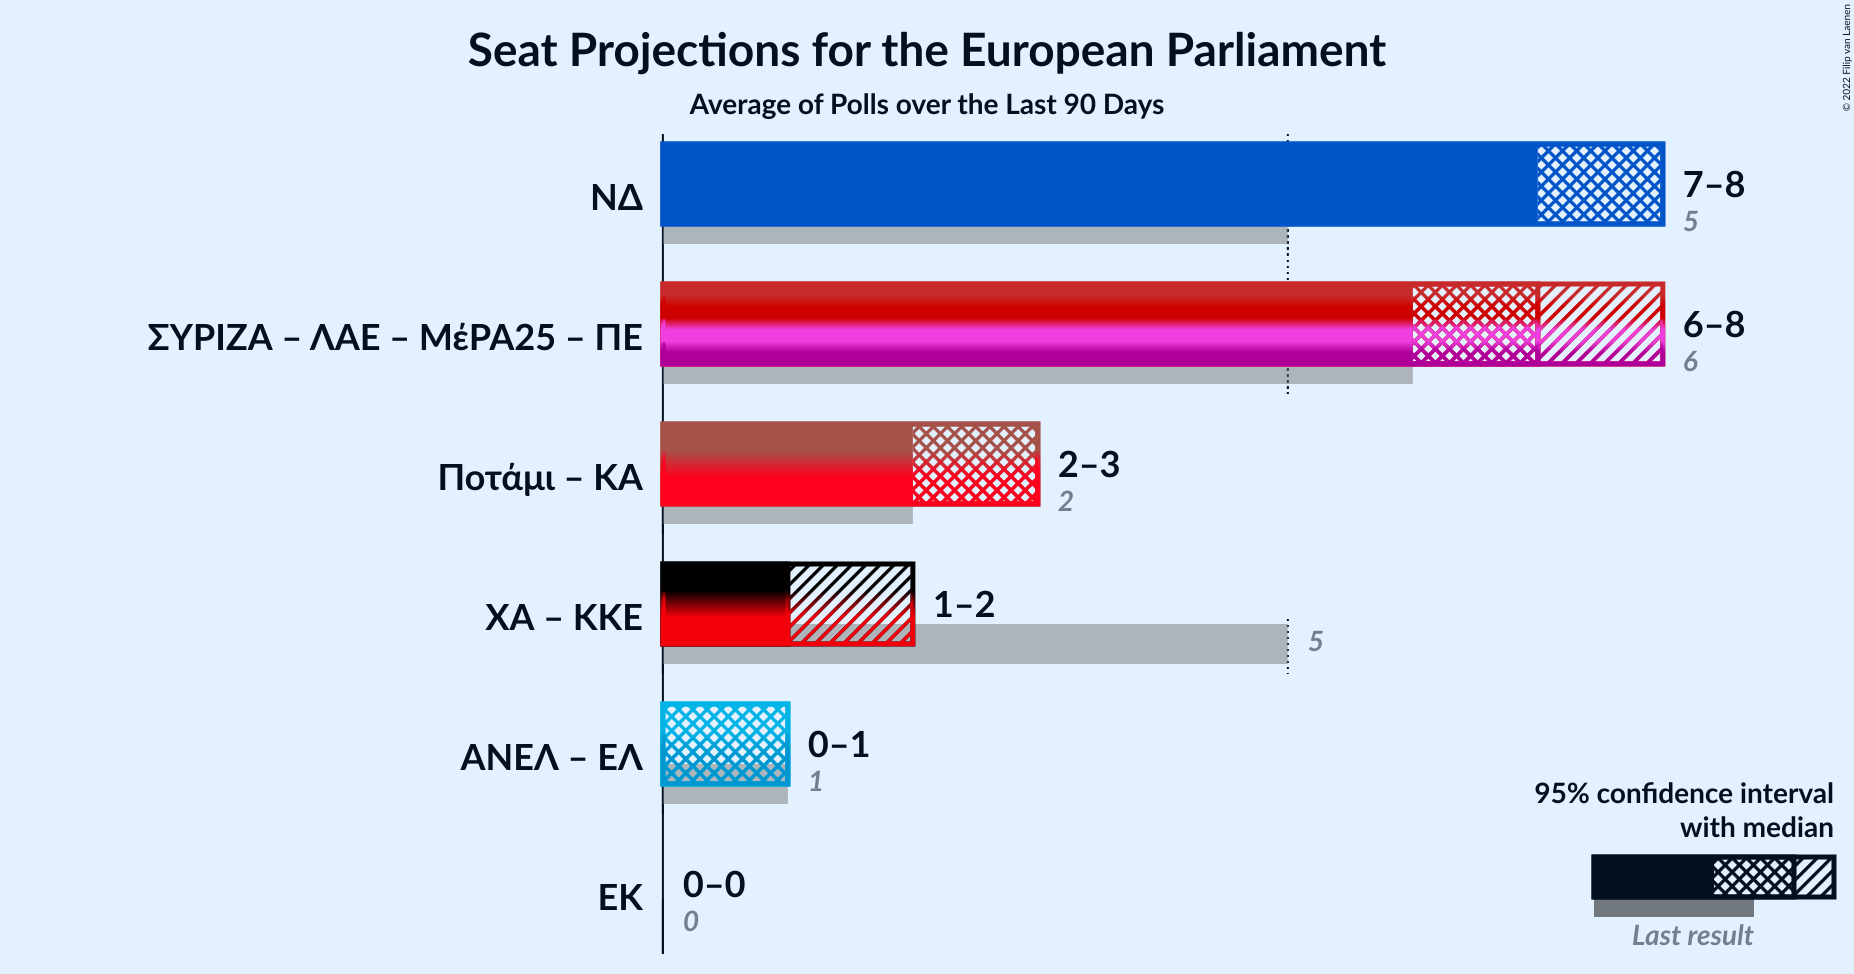 Seat Projections for the European Parliament
Average of Polls over the Last 90 Days
© 2022 Filip van Laenen
ΝΔ
7–8
5
ΣΥΡΙΖΑ – ΛΑΕ – ΜέΡΑ25 – ΠΕ
6–8
6
Ποτάμι – ΚΑ
2–3
2
ΧΑ – ΚΚΕ
1–2
5
ΑΝΕΛ – ΕΛ
0–1
1
ΕΚ
0–0
0
95% confidence interval
with median
Last result